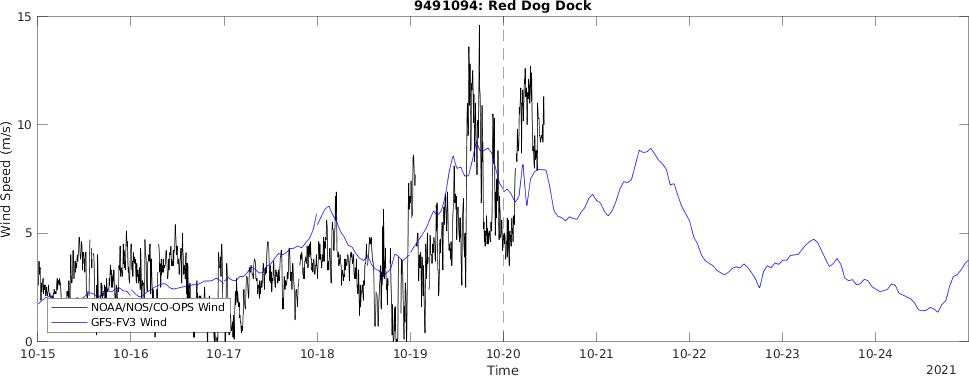 9491094: Red Dog Dock
Wind Speed (m/s)
15
10
5
0
NOAA/NOS/CO-OPS Wind
GFS-FV3 Wind
10-15 10-16 10-17 10-18 10-19 10-20 10-21 10-22 10-23 10-24
Time
2021